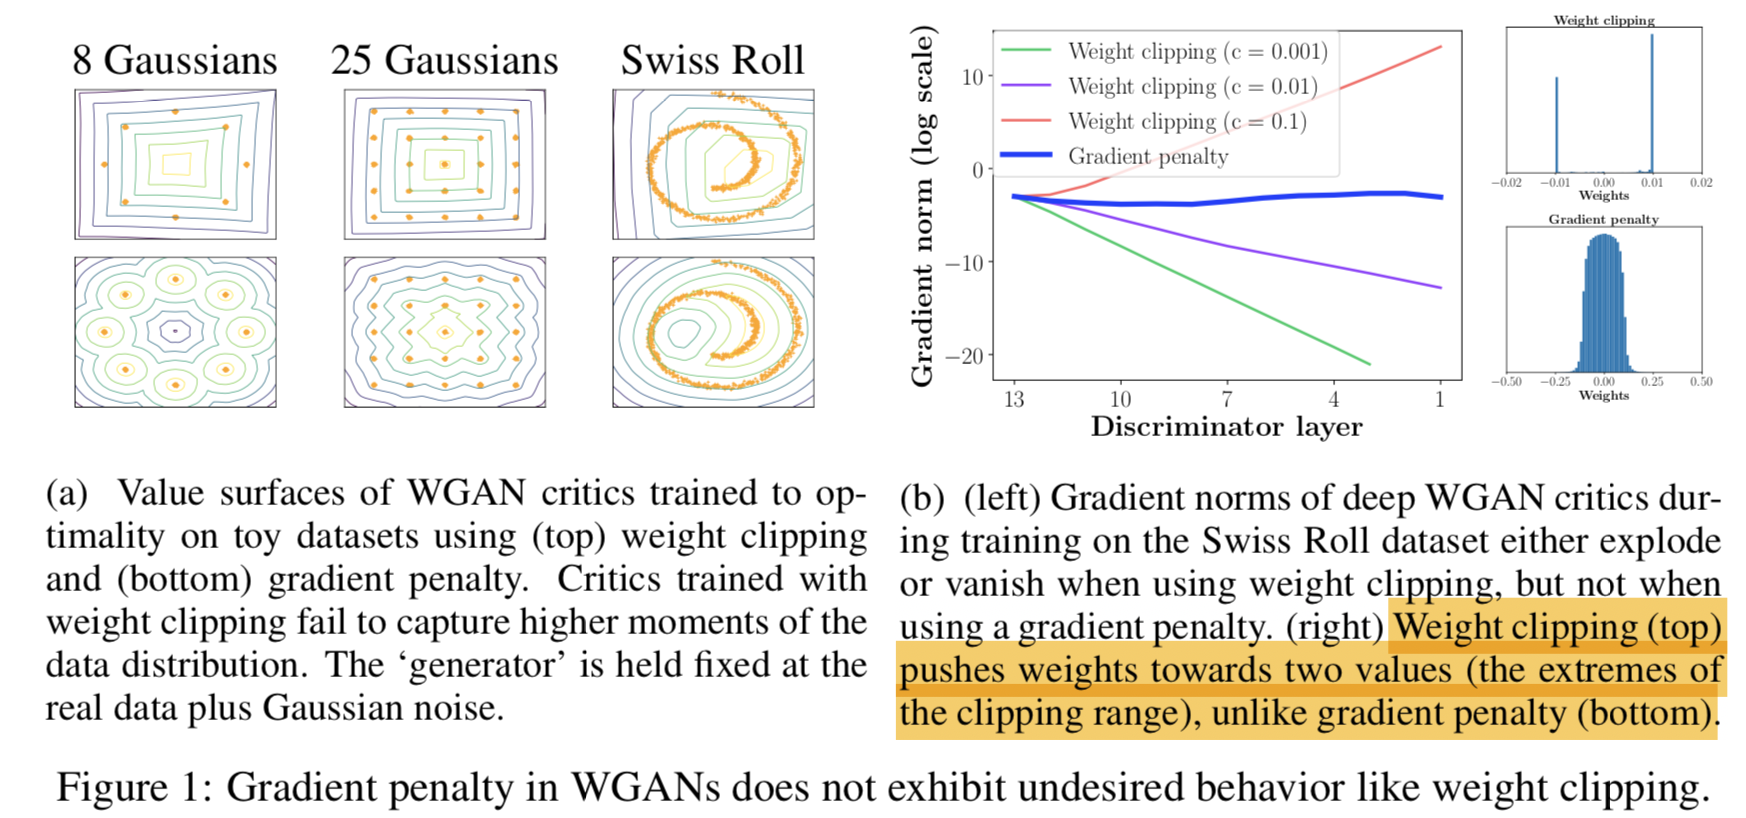 8 Gaussians
25 Gaussians
Swiss Roll
Gradient norm (log scale)
10
0
−10
−20
Weight clipping (c = 0.001)
Weight clipping (c = 0.01)
Weight clipping (c = 0.1)
Gradient penalty
13
10
7
4
1
Discriminator layer
Weight clipping
−0.02
−0.01
0.00
0.01
0.02
Weights
Gradient penalty
−0.50
−0.25
0.00
0.25
0.50
Weights
(a) Value surfaces of WGAN critics trained to op-
timality on toy datasets using (top) weight clipping
and (bottom) gradient penalty. Critics trained with
weight clipping fail to capture higher moments of the
data distribution. The ‘generator’ is held fixed at the
real data plus Gaussian noise.
(b) (left) Gradient norms of deep WGAN critics dur-
ing training on the Swiss Roll dataset either explode
or vanish when using weight clipping, but not when
using a gradient penalty. (right) Weight clipping (top)
pushes weights towards two values (the extremes of
the clipping range), unlike gradient penalty (bottom).
Figure 1: Gradient penalty in WGANs does not exhibit undesired behavior like weight clipping.